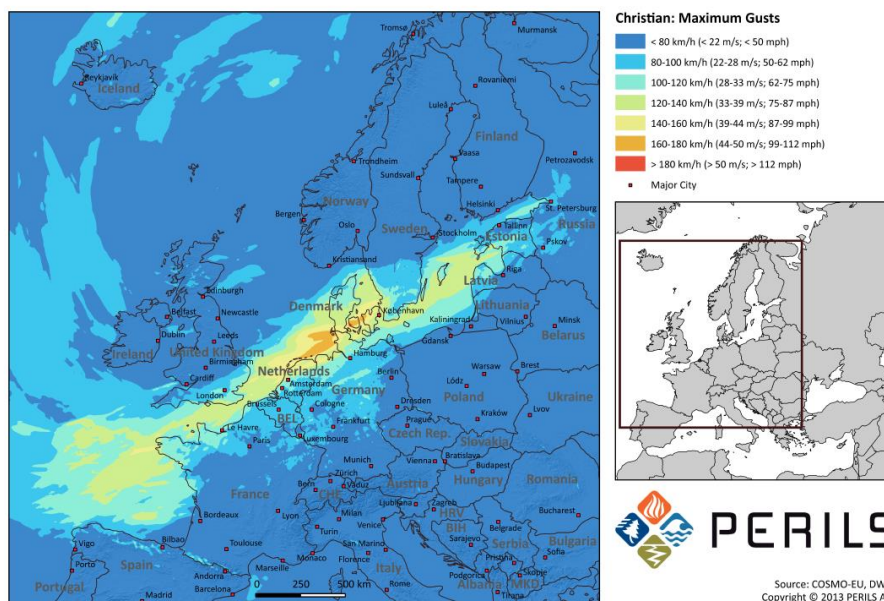 Christian: Maximum Gusts
< 80 km/h (< 22 m/s; < 50 mph)
80-100 km/h (22-28 m/s; 50-62 mph)
100-120 km/h (28-33 m/s; 62-75 mph)
120-140 km/h (33-39 m/s; 75-87 mph)
140-160 km/h (39-44 m/s; 87-99 mph)
160-180 km/h (44-50 m/s; 99-112 mph)
> 180 km/h (> 50 m/s; > 112 mph)
Major City
Tromsø
Murmansk
Reykjavik
Iceland
Rovaniemi
Luleå
Finland
Trondheim
Vaasa
Petrozavodsk
Sundsvall
Tampere
Norway
Helsinki
St. Petersburg
Bergen
Oslo
Sweden
Stockholm
Tallinn
Estonia
Russia
Pskov
Kristiansand
Riga
Latvia
Edinburgh
Denmark
København
Lithuania
Belfast
Newcastle
Kaliningrad
Vilnius
Minsk
Dublin
Leeds
Gdansk
Belarus
Ireland
United Kingdom
Hamburg
Birmingham
Netherlands
Warsaw
Brest
Cardiff
Amsterdam
Berlin
London
Rotterdam
Germany
Łódz
Poland
Ukraine
Brussels
Cologne
Dresden
BEL
Lvov
Le Havre
Frankfurt
Prague
Kraków
Paris
Luxembourg
Czech Rep.
Slovakia
Munich
Vienna
Bratislava
Zürich
Budapest
France
Bern
CHE
Vaduz
Austria
Hungary
Romania
Lyon
Ljubljana
Zagreb
Bordeaux
Milan
Venice
HRV
Bucharest
Turin
BIH
Belgrade
Bilbao
Toulouse
San Marino
Sarajevo
Serbia
Bulgaria
Vigo
Marseille
Monaco
Florence
Pristina
Sofia
Spain
Italy
Porto
Andorra
Podgorica
Skopje
Portugal
Barcelona
Rome
Albania
MKD
Madrid
Tirona
0 250 500 km
PERILS
Source: COSMO-EU, DW
Copyright © 2013 PERILS A